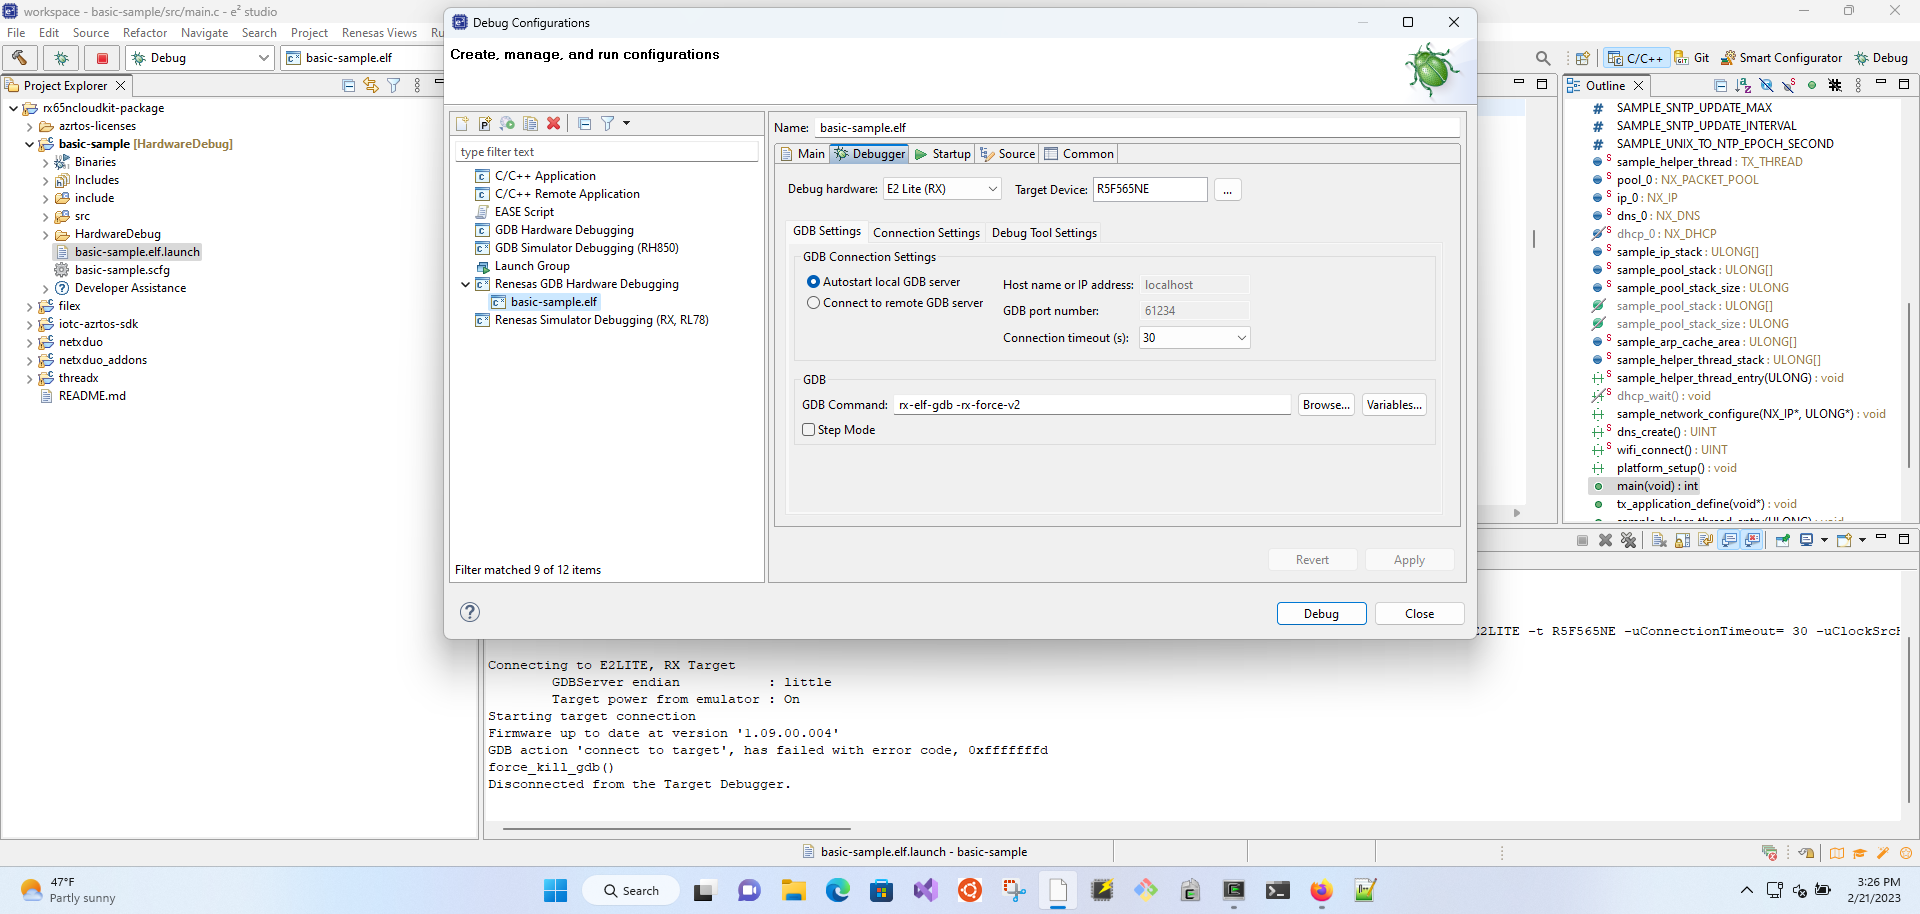 workspace - basic-sample/src/main.c - e² studio
File Edit Source Refactor Navigate Search Project Renesas Views Ru
Debug
basic-sample.elf
C/C++
Git
Smart Configurator
Debug
Project Explorer
rx65ncloudkit-package
azrtos-licenses
basic-sample [HardwareDebug]
Binaries
Includes
include
src
HardwareDebug
basic-sample.elf.launch
basic-sample.scfg
Developer Assistance
filex
iotc-azrtos-sdk
netxduo
netxduo_addons
threadx
README.md
Debug Configurations
Create, manage, and run configurations
type filter text
C/C++ Application
C/C++ Remote Application
EASE Script
GDB Hardware Debugging
GDB Simulator Debugging (RH850)
Launch Group
Renesas GDB Hardware Debugging
basic-sample.elf
Renesas Simulator Debugging (RX, RL78)
Filter matched 9 of 12 items
Name: basic-sample.elf
Main Debugger Startup Source Common
Debug hardware: E2 Lite (RX) Target Device: R5F565NE ...
GDB Settings Connection Settings Debug Tool Settings
GDB Connection Settings
Autostart local GDB server
Connect to remote GDB server
Host name or IP address: localhost
GDB port number: 61234
Connection timeout (s): 30
GDB
GDB Command: rx-elf-gdb -rx-force-v2 Browse... Variables...
Step Mode
Revert Apply
Debug Close
Outline
SAMPLE_SNTP_UPDATE_MAX
SAMPLE_SNTP_UPDATE_INTERVAL
SAMPLE_UNIX_TO_NTP_EPOCH_SECOND
sample_helper_thread : TX_THREAD
pool_0 : NX_PACKET_POOL
ip_0 : NX_IP
dns_0 : NX_DNS
dhcp_0 : NX_DHCP
sample_ip_stack : ULONG[]
sample_pool_stack : ULONG[]
sample_pool_stack_size : ULONG
sample_pool_stack : ULONG[]
sample_pool_stack_size : ULONG
sample_arp_cache_area : ULONG[]
sample_helper_thread_stack : ULONG[]
sample_helper_thread_entry(ULONG) : void
dhcp_wait() : void
sample_network_configure(NX_IP*, ULONG*) : void
dns_create() : UINT
wifi_connect() : UINT
platform_setup() : void
main(void) : int
tx_application_define(void*) : void
sample_helper_thread_entry(ULONG) : void
E2LITE -t R5F565NE -uConnectionTimeout= 30 -uClockSrcH
Connecting to E2LITE, RX Target
GDBServer endian : little
Target power from emulator : On
Starting target connection
Firmware up to date at version '1.09.00.004'
GDB action 'connect to target', has failed with error code, 0xfffffffd
force_kill_gdb()
Disconnected from the Target Debugger.
basic-sample.elf.launch - basic-sample
47°F
Partly sunny
Search
3:26 PM
2/21/2023